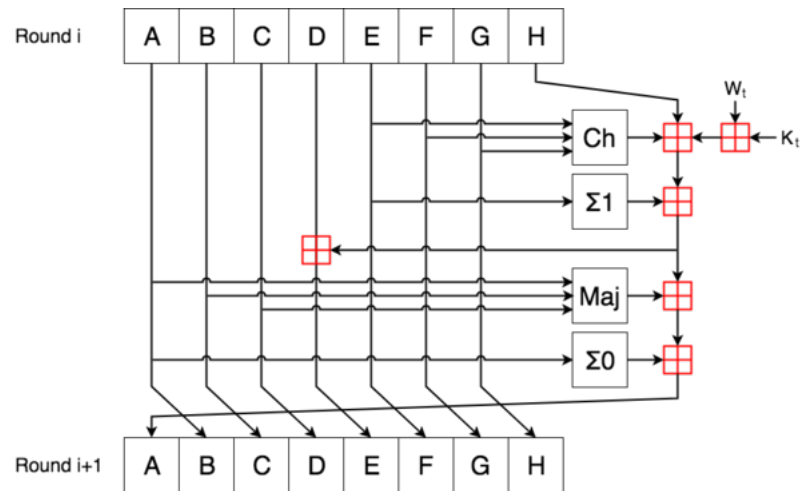 Round i A B C D E F G H
Wt
Ch Kt
Σ1
Maj
Σ0
Round i+1 A B C D E F G H